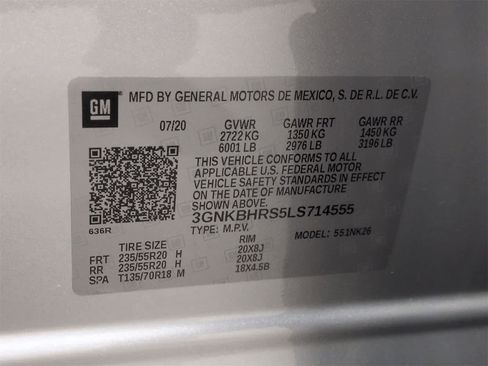 GM
MFD BY GENERAL MOTORS DE MEXICO, S. DE R.L. DE C.V.
07/20 GVWR GAWR FRT GAWR RR
2722 KG 1350 KG 1450 KG
6001 LB 2976 LB 3196 LB
THIS VEHICLE CONFORMS TO ALL
APPLICABLE U.S. FEDERAL MOTOR
VEHICLE SAFETY STANDARDS IN EFFECT
ON THE DATE OF MANUFACTURE
SHOWN ABOVE.
3GNKBHRS5LS714555
636R TYPE: M.P.V. MODEL: 551NK26
TIRE SIZE RIM
FRT 235/55R20 H 20X8J
RR 235/55R20 H 20X8J
SPA T135/70R18 M 18X4.5B